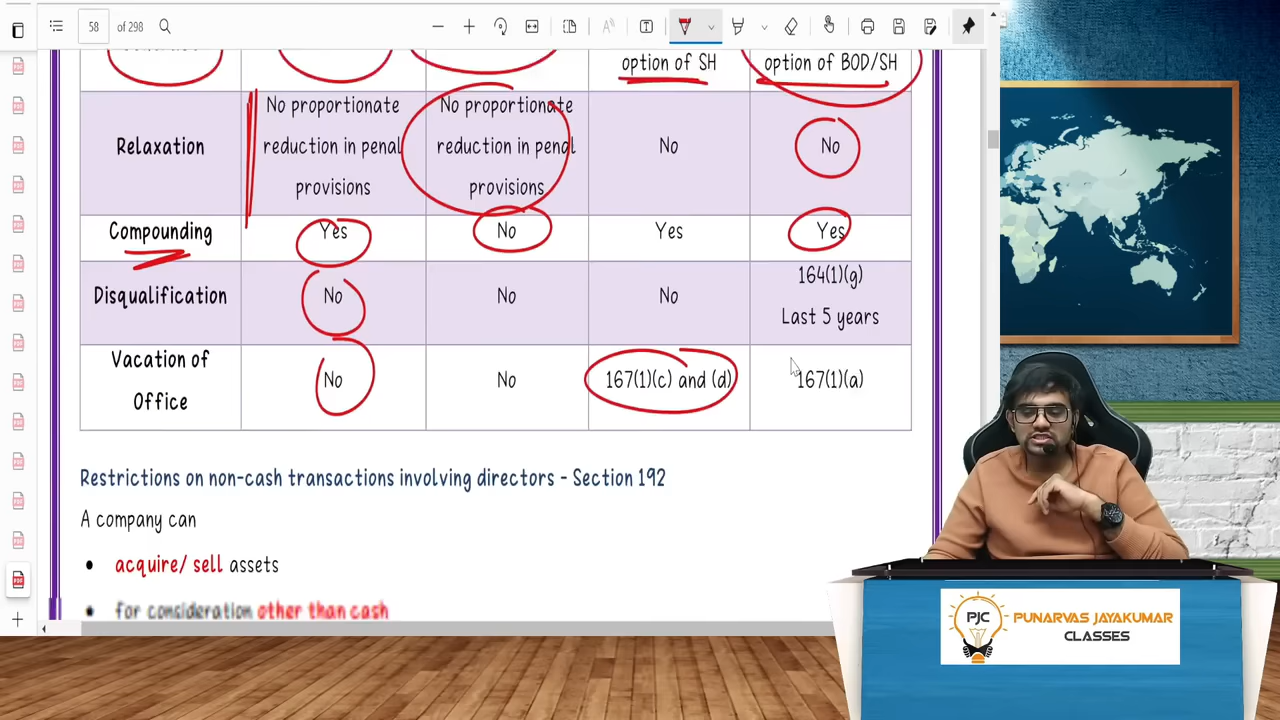 58 of 298
option of SH
option of BOD/SH
Relaxation
No proportionate
reduction in penal
provisions
No proportionate
reduction in penal
provisions
No
No
Compounding
Yes
No
Yes
Yes
Disqualification
No
No
No
164(1)(g)
Last 5 years
Vacation of
Office
No
No
167(1)(c) and (d)
167(1)(a)
Restrictions on non-cash transactions involving directors - Section 192
A company can
• acquire/ sell assets
• for consideration other than cash
PJC
PUNARVAS JAYAKUMAR
CLASSES